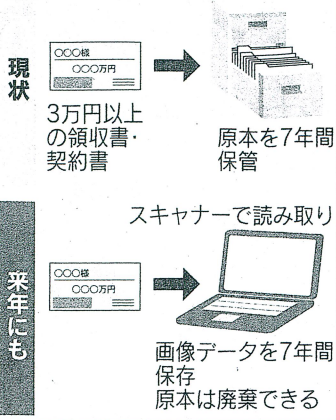 現状
○○○様
○○○万円
3万円以上
の領収書・
契約書
原本を7年間
保管
来年にも
スキャナーで読み取り
○○○様
○○○万円
画像データを7年間
保存
原本は廃棄できる